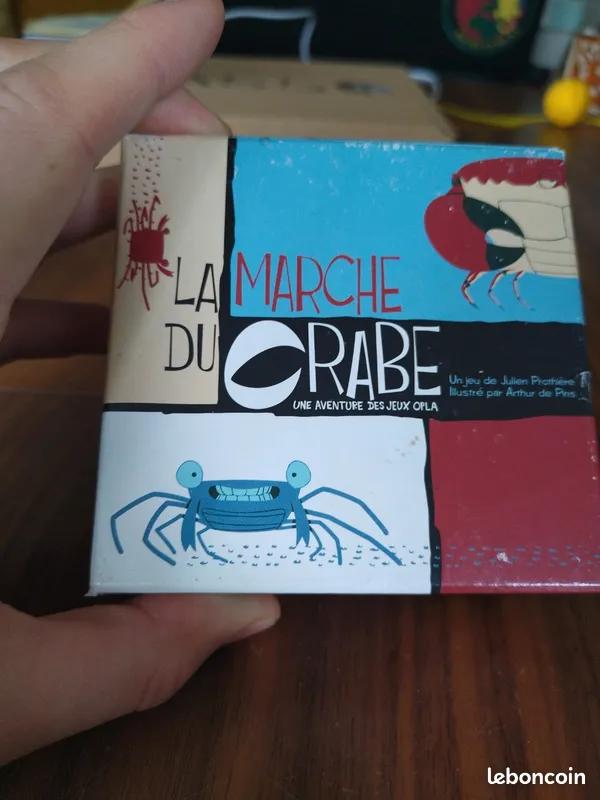 LA MARCHE
DU CRABE
UNE AVENTURE DES JEUX OPLA
Un jeu de Julien Prothière
Illustré par Arthur de Pins
leboncoin